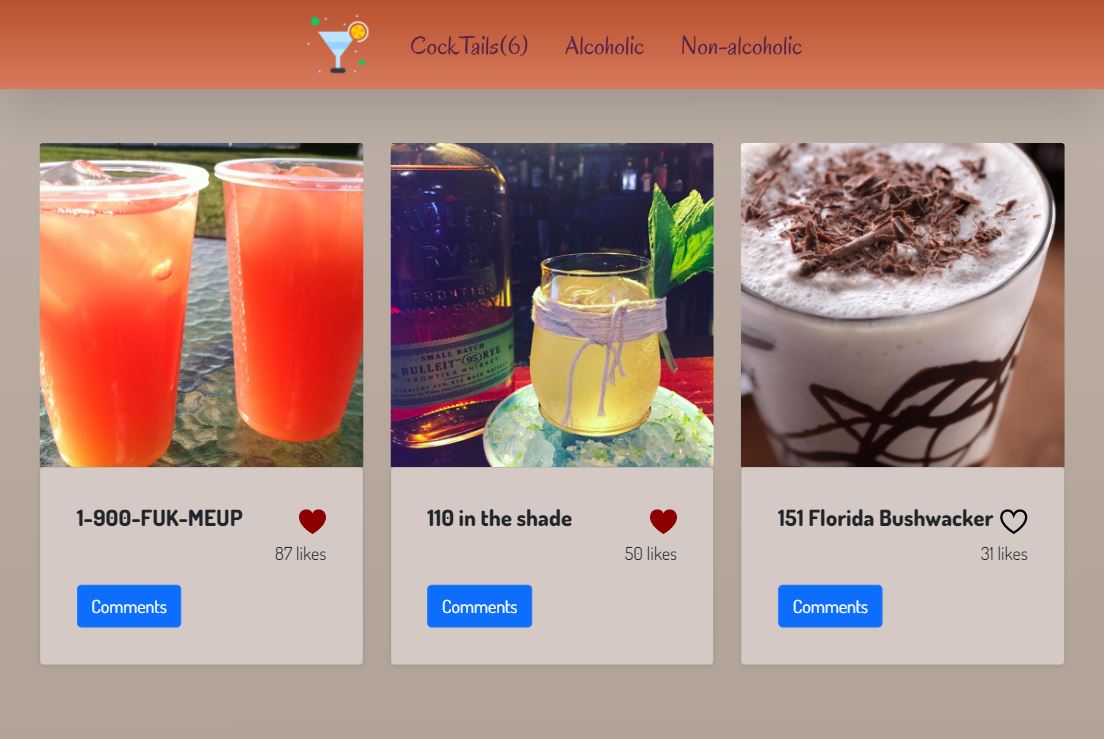 CockTails(6) Alcoholic Non-alcoholic
BULLEIT
RYE
FRONTIER
WHISKEY
SMALL BATCH
BULLEIT 95 RYE
FRONTIER WHISKEY
1-900-FUK-MEUP
87 likes
Comments
110 in the shade
50 likes
Comments
151 Florida Bushwacker
31 likes
Comments